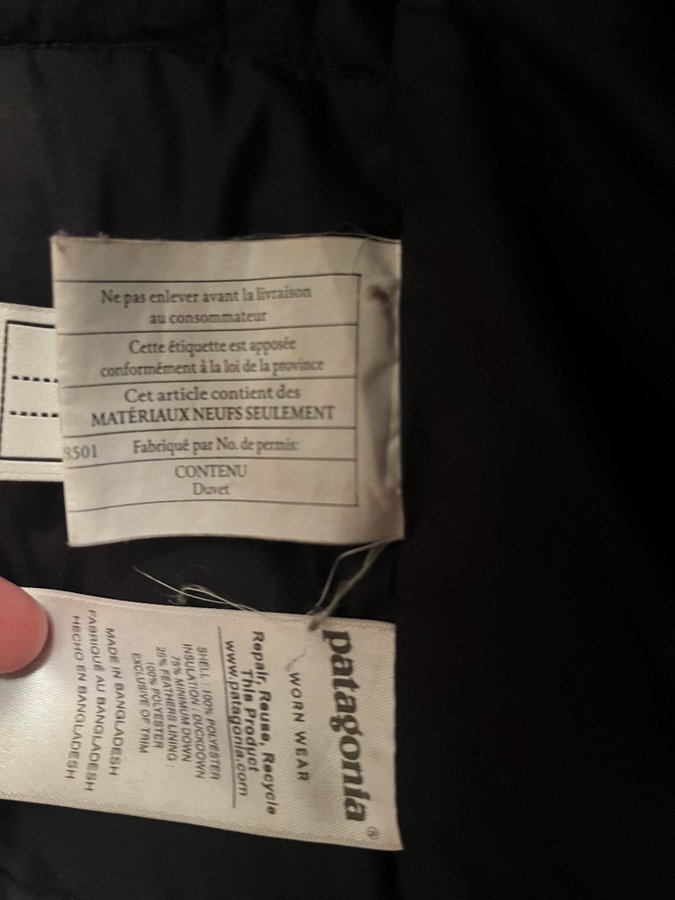 Ne pas enlever avant la livraison
au consommateur
Cette étiquette est apposée
conformément à la loi de la province
Cet article contient des
MATÉRIAUX NEUFS SEULEMENT
3501 Fabriqué par No. de permis:
CONTENU
Duvet
patagonia®
WORN WEAR
Repair, Reuse, Recycle
This Product
www.patagonia.com
SHELL : 100% POLYESTER
INSULATION : DUCKDOWN
75% MINIMUM DOWN
25% FEATHERS LINING :
100% POLYESTER
EXCLUSIVE OF TRIM
MADE IN BANGLADESH
FABRIQUÉ AU BANGLADESH
HECHO EN BANGLADESH